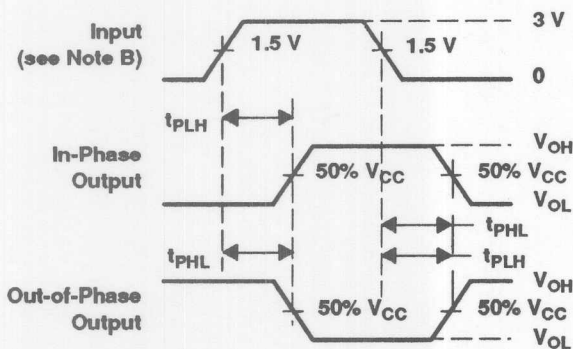 3 V
Input
(see Note B)
1.5 V
1.5 V
0
tPLH
VOH
In-Phase
Output
50% VCC
50% VCC
VOL
tPHL
tPHL
tPLH
VOH
Out-of-Phase
Output
50% VCC
50% VCC
VOL